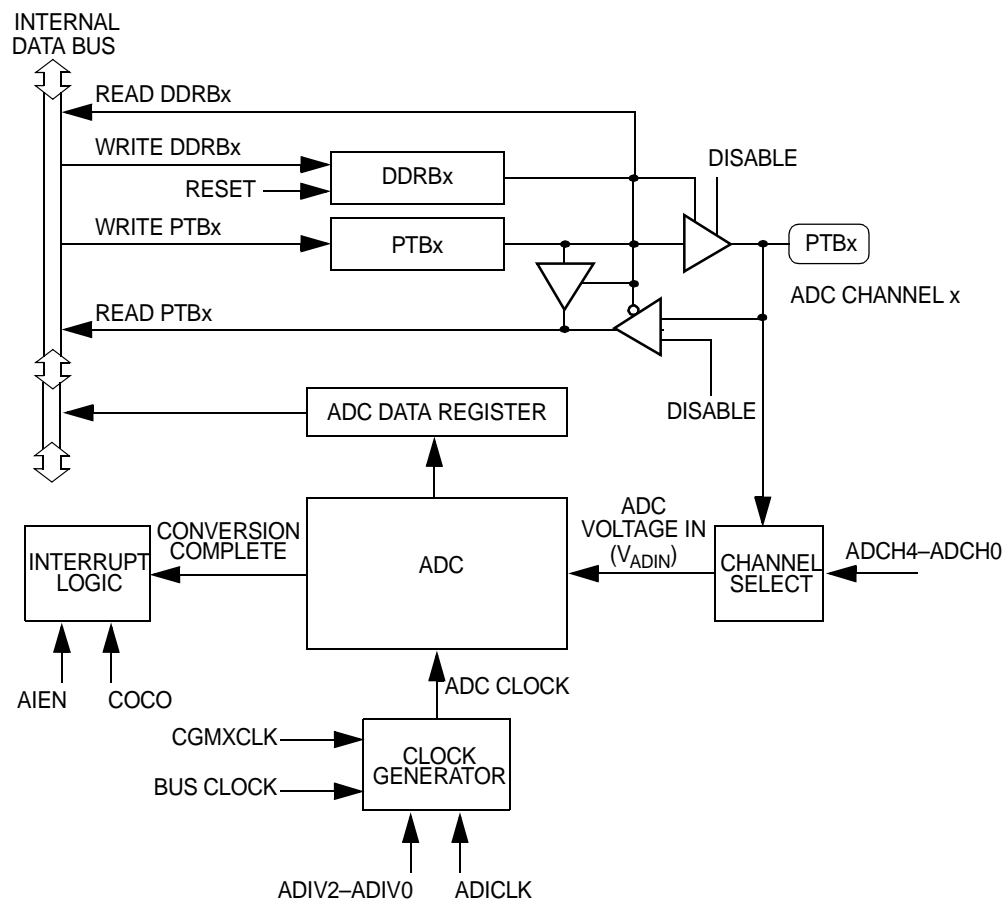 INTERNAL
DATA BUS
READ DDRBx
WRITE DDRBx
RESET
DDRBx
DISABLE
WRITE PTBx
PTBx
PTBx
ADC CHANNEL x
READ PTBx
DISABLE
ADC DATA REGISTER
INTERRUPT
LOGIC
CONVERSION
COMPLETE
ADC
ADC
VOLTAGE IN
(VADIN)
CHANNEL
SELECT
ADCH4–ADCH0
AIEN
COCO
ADC CLOCK
CGMXCLK
BUS CLOCK
CLOCK
GENERATOR
ADIV2–ADIV0
ADICLK